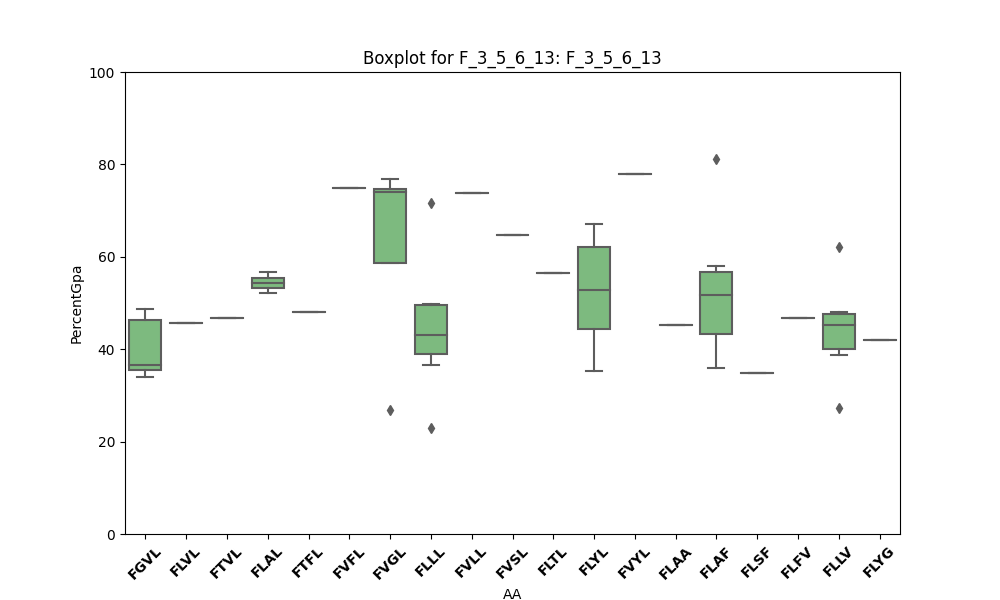 Boxplot for F_3_5_6_13: F_3_5_6_13
PercentGpa
100
80
60
40
20
0
FGVL FLVL FTVL FLAL FTFL FVFL FVGL FLLL FVLL FVSL FLTL FLYL FVYL FLAA FLAF FLSF FLFV FLLV FLYG
AA